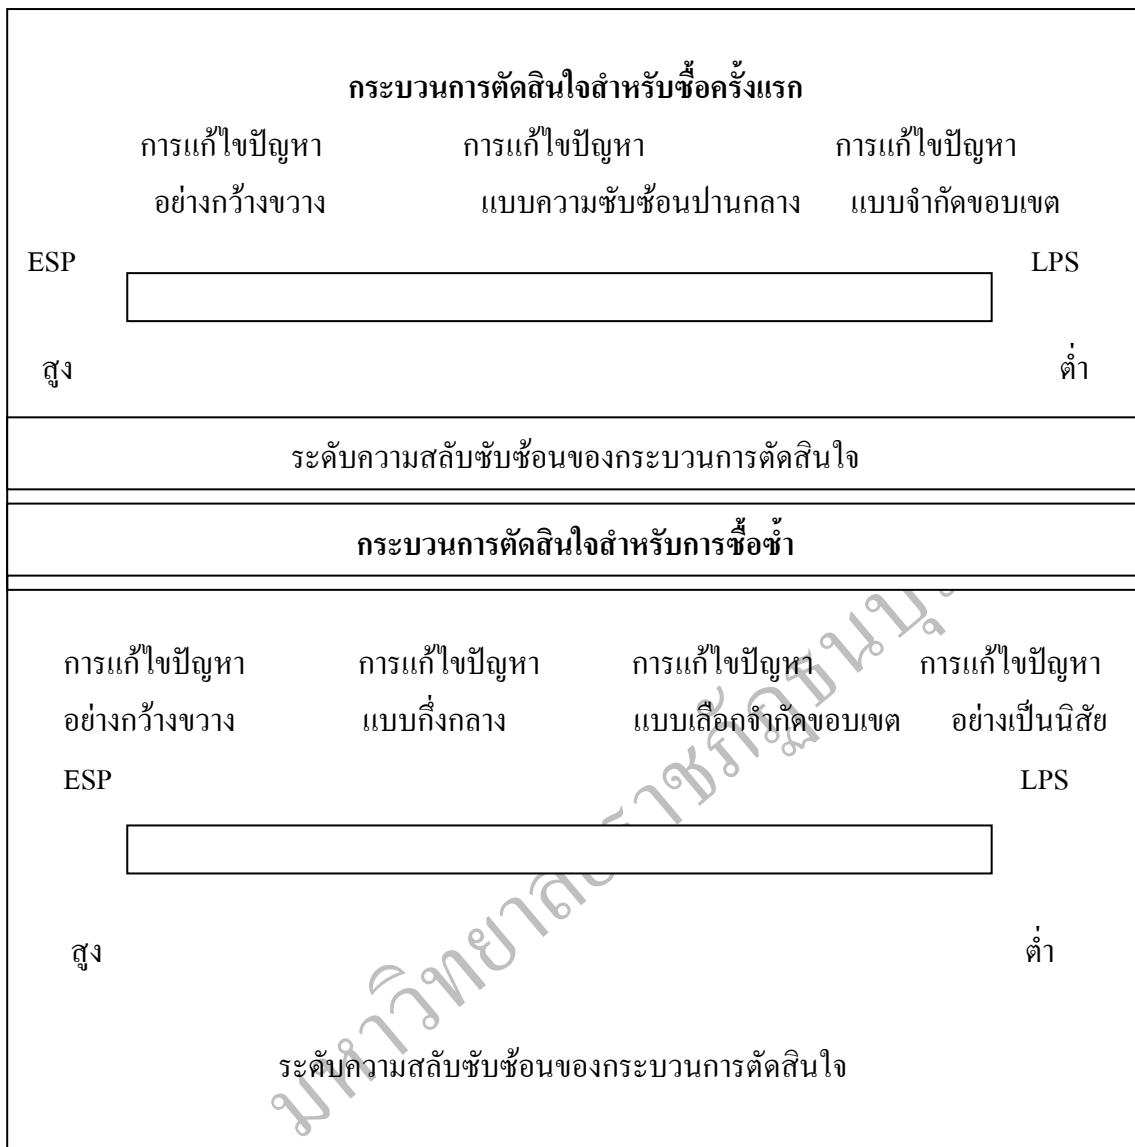 กระบวนการตัดสินใจสำหรับซื้อครั้งแรก
การแก้ไขปัญหา การแก้ไขปัญหา การแก้ไขปัญหา
อย่างกว้างขวาง แบบความซับซ้อนปานกลาง แบบจำกัดขอบเขต
ESP LPS
สูง ต่ำ
ระดับความสลับซับซ้อนของกระบวนการตัดสินใจ
กระบวนการตัดสินใจสำหรับการซื้อซ้ำ
การแก้ไขปัญหา การแก้ไขปัญหา การแก้ไขปัญหา การแก้ไขปัญหา
อย่างกว้างขวาง แบบกึ่งกลาง แบบเลือกจำกัดขอบเขต อย่างเป็นนิสัย
ESP LPS
สูง ต่ำ
ระดับความสลับซับซ้อนของกระบวนการตัดสินใจ